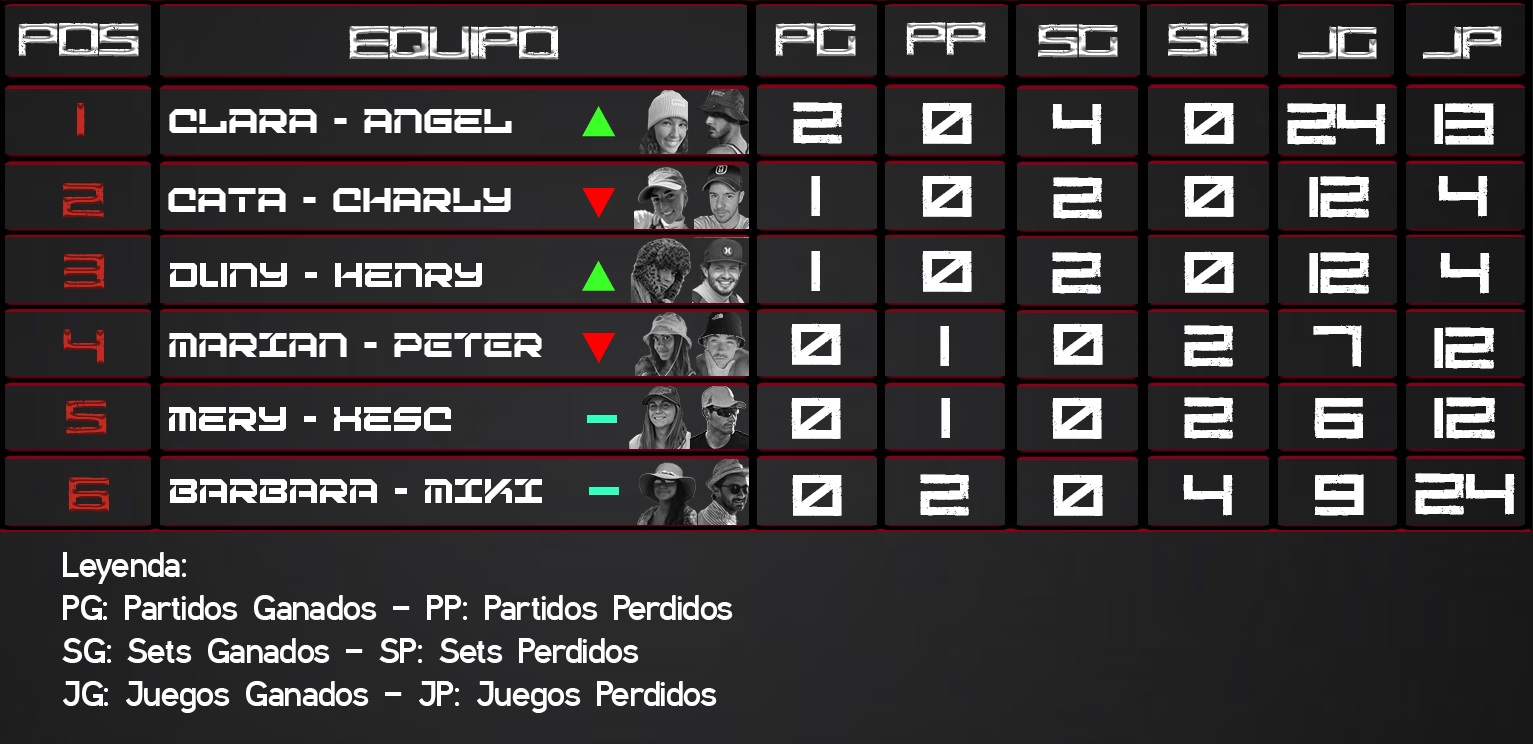 POS EQUIPO PG PP SG SP JG JP
1 CLARA - ANGEL 2 0 4 0 24 13
2 CATA - CHARLY 1 0 2 0 12 4
3 DUNY - HENRY 1 0 2 0 12 4
4 MARIAN - PETER 0 1 0 2 7 12
5 MERY - XESC 0 1 0 2 6 12
6 BARBARA - MIKI 0 2 0 4 9 24
Leyenda:
PG: Partidos Ganados - PP: Partidos Perdidos
SG: Sets Ganados - SP: Sets Perdidos
JG: Juegos Ganados - JP: Juegos Perdidos